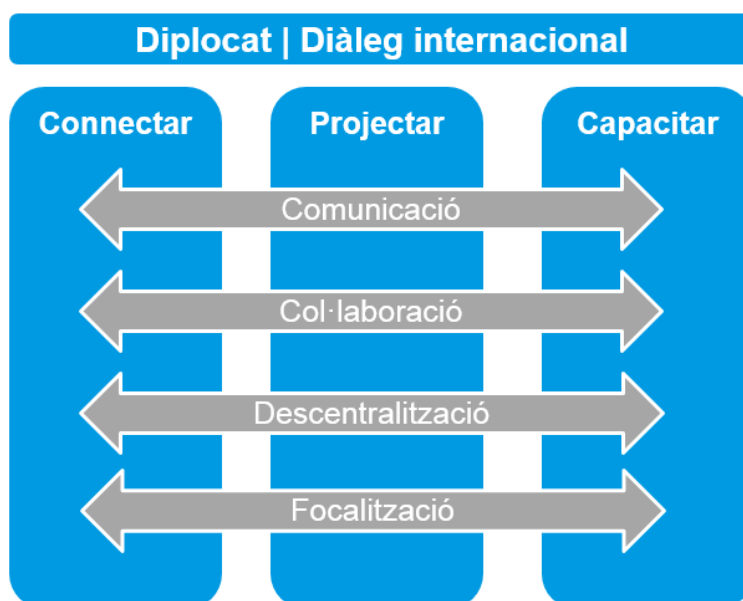 Diplocat | Diàleg internacional
Connectar
Projectar
Capacitar
Comunicació
Col·laboració
Descentralització
Focalització